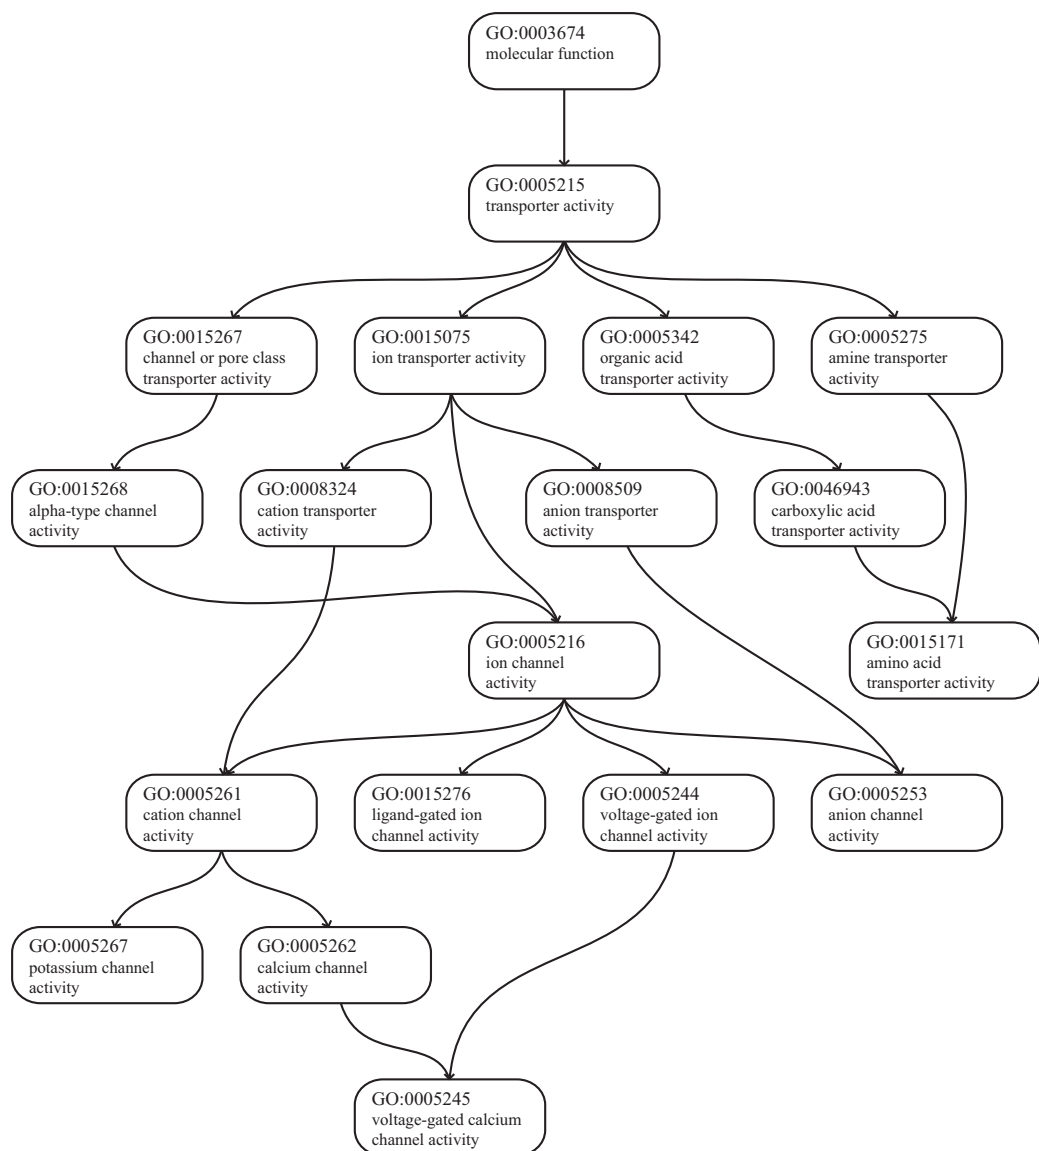 GO:0003674
molecular function
GO:0005215
transporter activity
GO:0015267
channel or pore class
transporter activity
GO:0015075
ion transporter activity
GO:0005342
organic acid
transporter activity
GO:0005275
amine transporter
activity
GO:0015268
alpha-type channel
activity
GO:0008324
cation transporter
activity
GO:0008509
anion transporter
activity
GO:0046943
carboxylic acid
transporter activity
GO:0005216
ion channel
activity
GO:0015171
amino acid
transporter activity
GO:0005261
cation channel
activity
GO:0015276
ligand-gated ion
channel activity
GO:0005244
voltage-gated ion
channel activity
GO:0005253
anion channel
activity
GO:0005267
potassium channel
activity
GO:0005262
calcium channel
activity
GO:0005245
voltage-gated calcium
channel activity